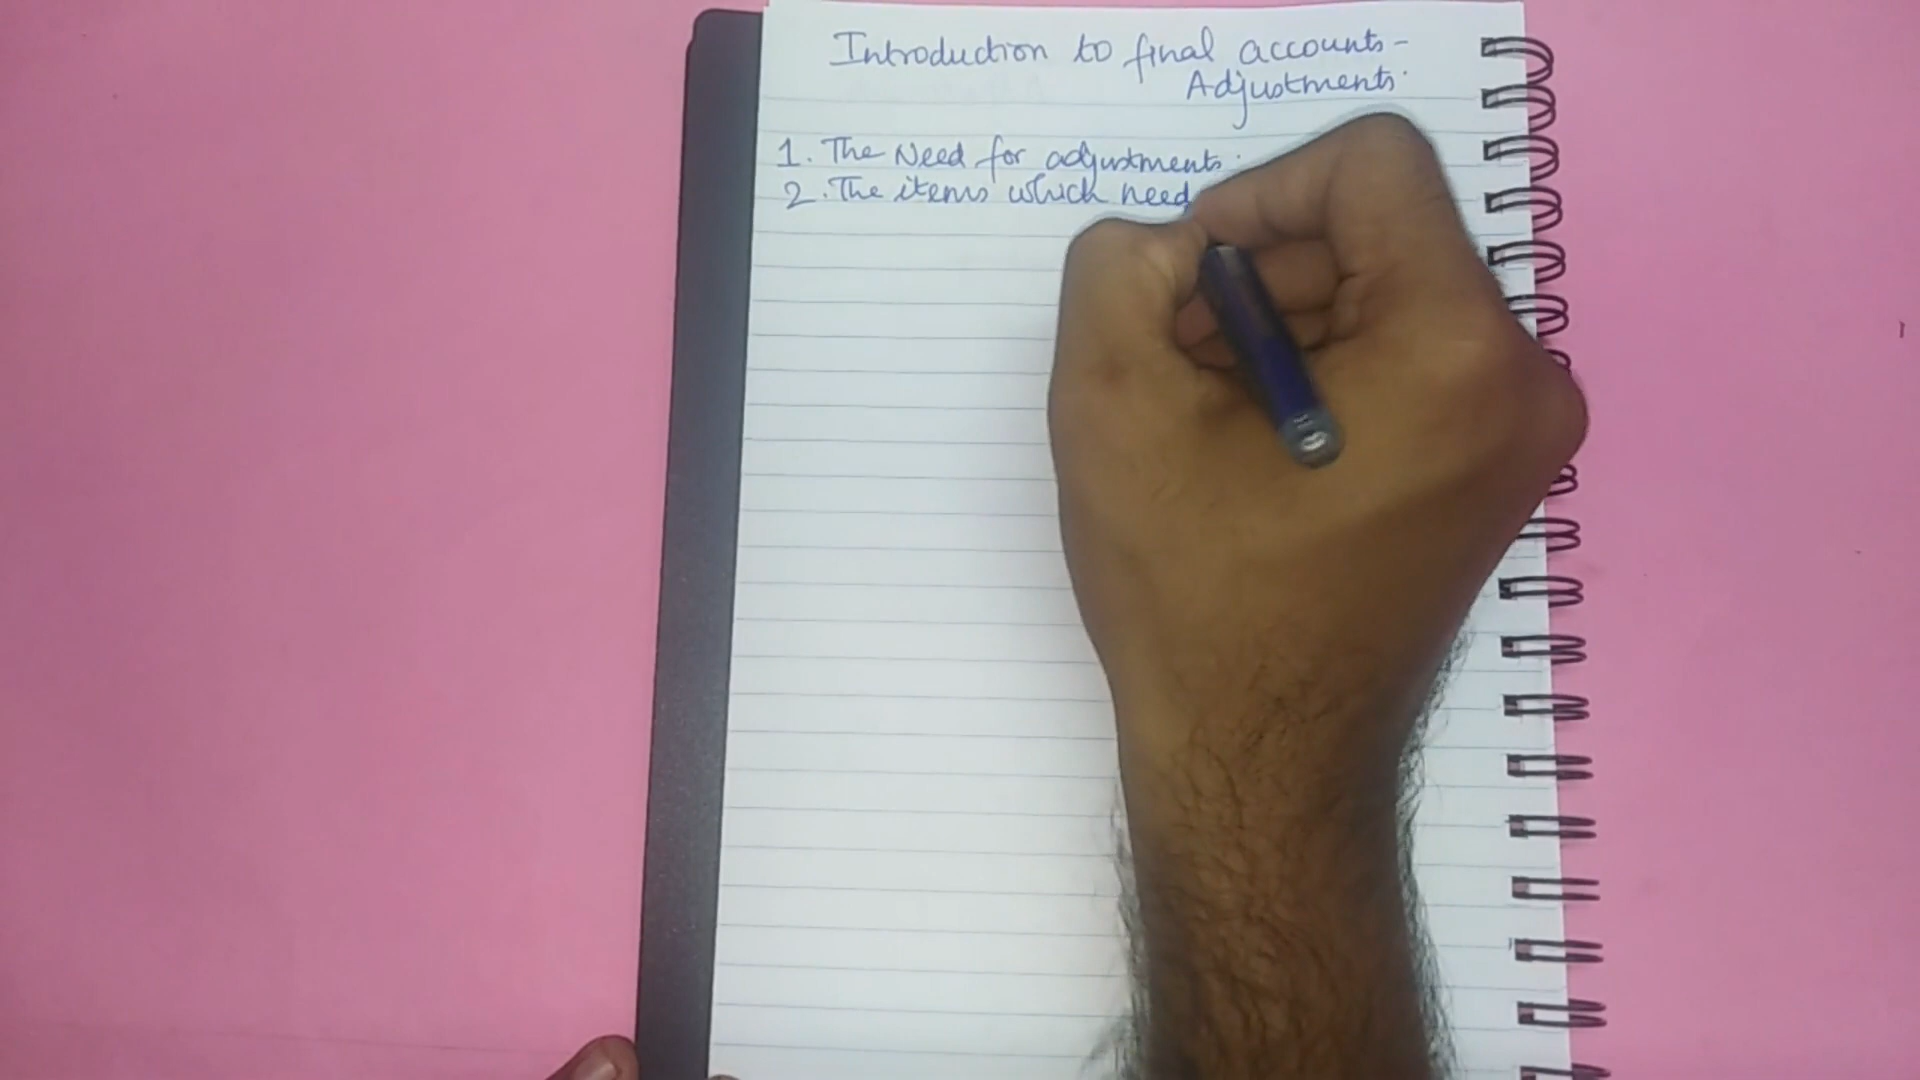 Introduction to final accounts -
Adjustments.
1. The Need for adjustments.
2. The items which need